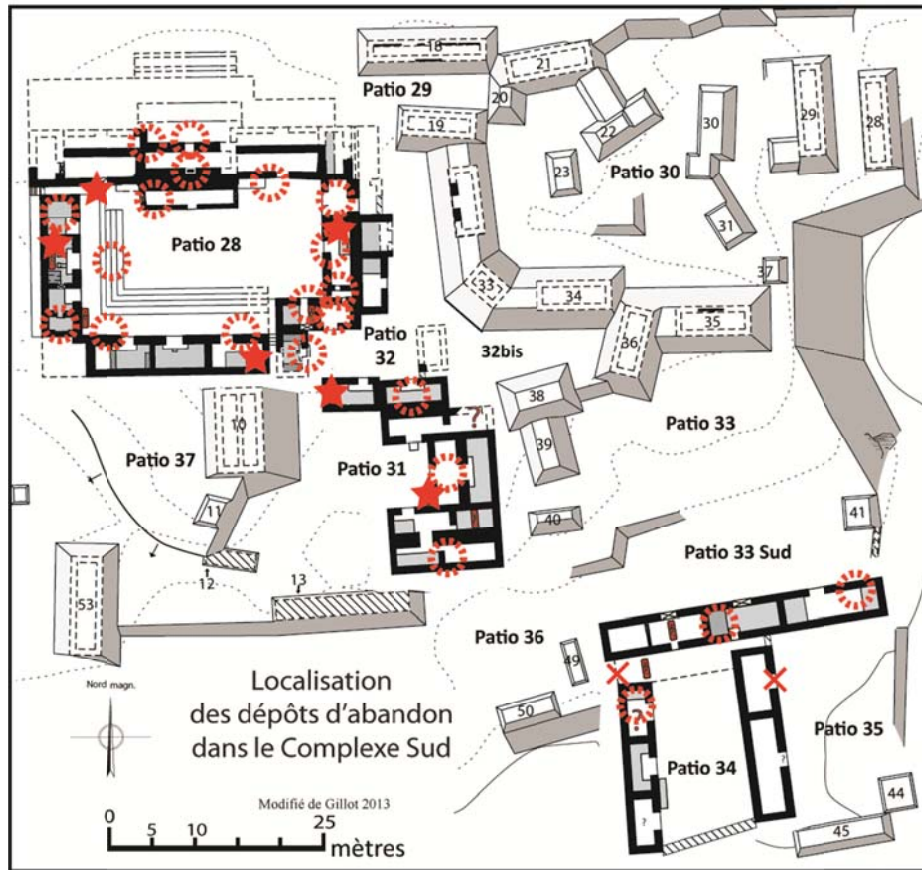 18
21
Patio 29
20
19
22
30
29
28
23
Patio 30
31
Patio 28
37
33
34
35
36
Patio
32
32bis
38
Patio 33
39
10
Patio 37
Patio 31
?
11
40
41
12
13
53
Patio 33 Sud
Patio 36
49
50
?
Patio 35
Patio 34
?
?
44
45
Nord magn.
Localisation
des dépôts d'abandon
dans le Complexe Sud
Modifié de Gillot 2013
0 5 10 25
mètres